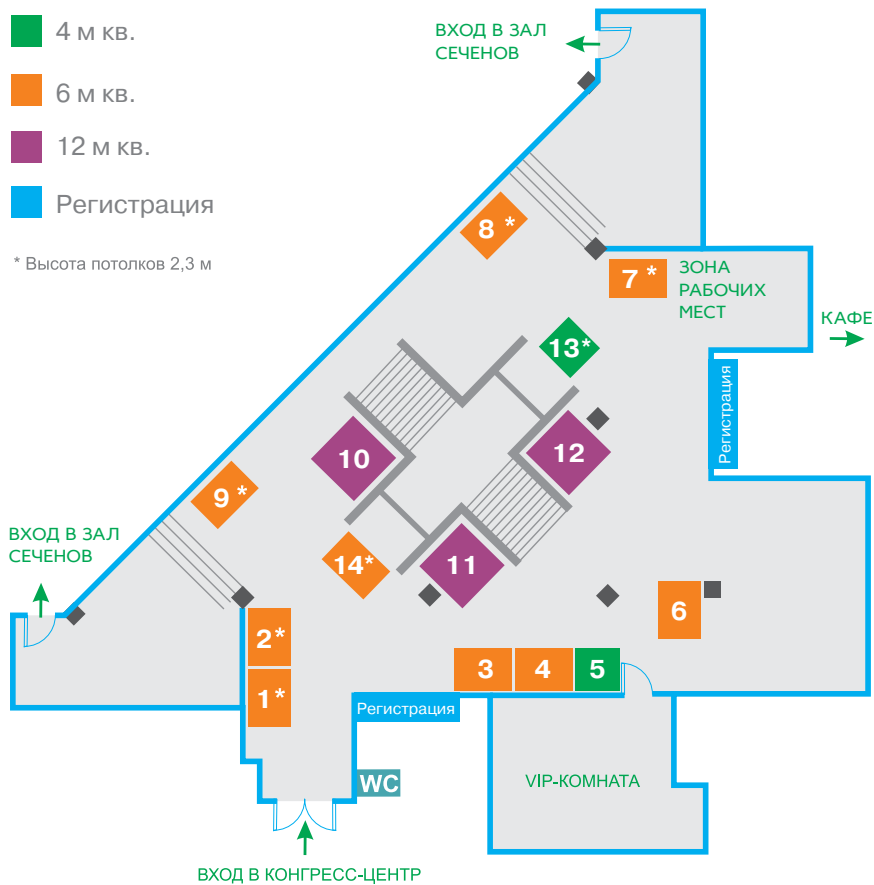 4 м кв.
6 м кв.
12 м кв.
Регистрация
* Высота потолков 2,3 м
ВХОД В ЗАЛ
СЕЧЕНОВ
8 *
7 *
ЗОНА
РАБОЧИХ
МЕСТ
КАФЕ
13*
Регистрация
10
12
9 *
ВХОД В ЗАЛ
СЕЧЕНОВ
14*
11
6
2*
3
4
5
1*
Регистрация
WC
VIP-КОМНАТА
ВХОД В КОНГРЕСС-ЦЕНТР